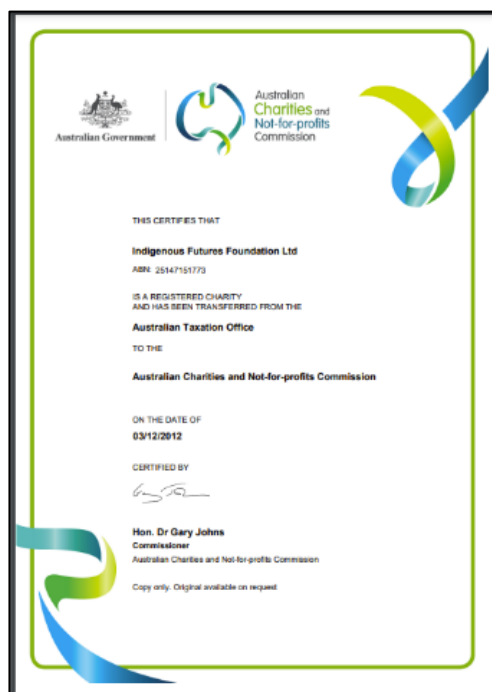 Australian Government
Australian
Charities and
Not-for-profits
Commission
THIS CERTIFIES THAT
Indigenous Futures Foundation Ltd
ABN: 25147151773
IS A REGISTERED CHARITY
AND HAS BEEN TRANSFERRED FROM THE
Australian Taxation Office
TO THE
Australian Charities and Not-for-profits Commission
ON THE DATE OF
03/12/2012
CERTIFIED BY
Hon. Dr Gary Johns
Commissioner
Australian Charities and Not-for-profits Commission
Copy only. Original available on request